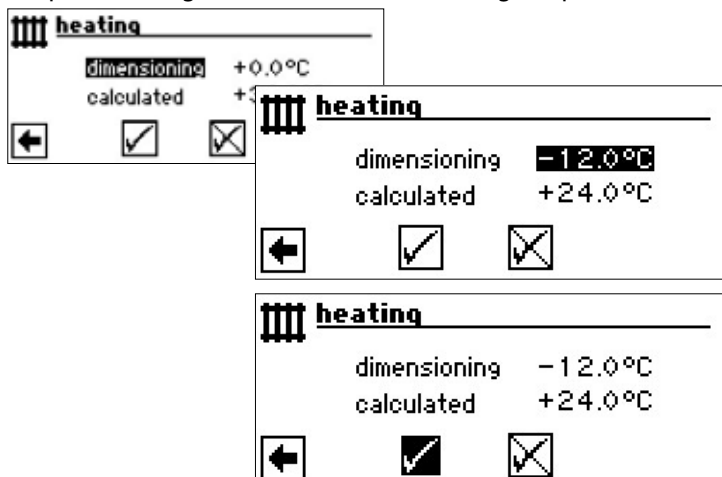 heating
dimensioning +0.0°C
calculated
heating
dimensioning -12.0°C
calculated +24.0°C
heating
dimensioning -12.0°C
calculated +24.0°C